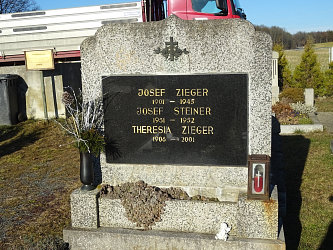 JOSEF ZIEGER
1901 - 1945
JOSEF STEINER
1951 - 1952
THERESIA ZIEGER
1906 - 2001